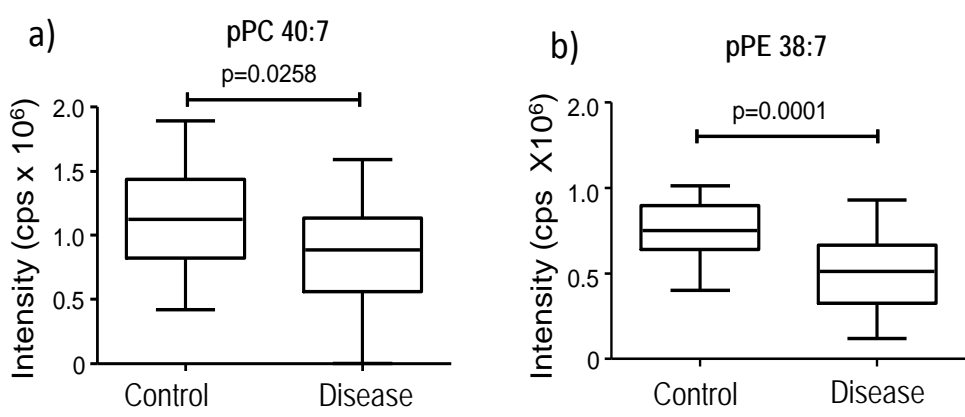 a)
pPC 40:7
p=0.0258
2.0
1.5
1.0
0.5
0
Intensity (cps x 10⁶)
Control
Disease
b)
pPE 38:7
p=0.0001
2.0
1.0
0.5
0
Intensity (cps X10⁶)
Control
Disease